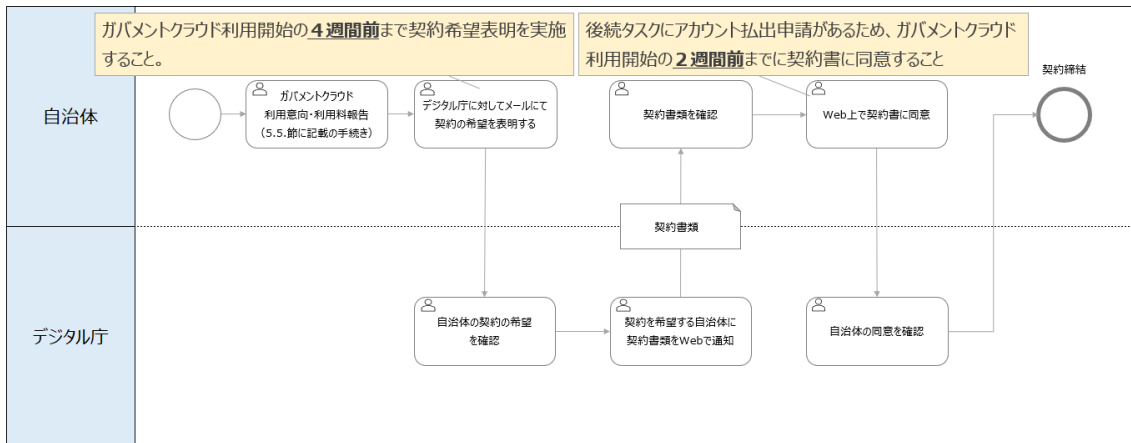 ガバメントクラウド利用開始の４週間前まで契約希望表明を実施
すること。
後続タスクにアカウント払出申請があるため、ガバメントクラウド
利用開始の２週間前までに契約書に同意すること
契約締結
自治体
ガバメントクラウド
利用意向・利用料報告
（5.5.節に記載の手続き）
デジタル庁に対してメールにて
契約の希望を表明する
契約書類を確認
Web上で契約書に同意
契約書類
デジタル庁
自治体の契約の希望
を確認
契約を希望する自治体に
契約書類をWebで通知
自治体の同意を確認